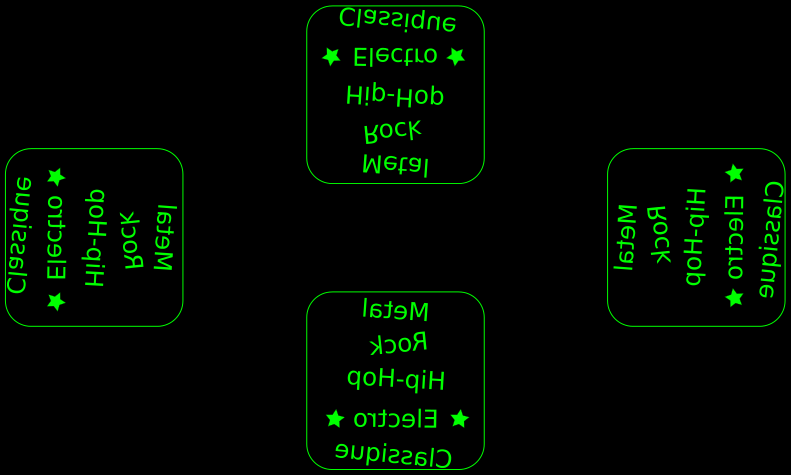 Classique
★ Electro ★
Hip-Hop
Rock
Metal
Classique
★ Electro ★
Hip-Hop
Rock
Metal
Metal
Rock
Hip-Hop
★ Electro ★
Classique
Metal
Rock
Hip-Hop
★ Electro ★
Classique